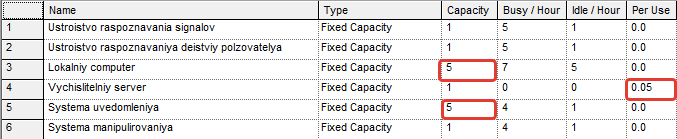 Name Type Capacity Busy / Hour Idle / Hour Per Use
1 Ustroistvo raspoznavania signalov Fixed Capacity 1 5 1 0.0
2 Ustroistvo raspoznavaniya deistviy polzovatelya Fixed Capacity 1 5 1 0.0
3 Lokalniy computer Fixed Capacity 5 7 5 0.0
4 Vychislitelniy server Fixed Capacity 1 0 0 0.05
5 Systema uvedomleniya Fixed Capacity 5 4 1 0.0
6 Systema manipulirovaniya Fixed Capacity 1 4 1 0.0